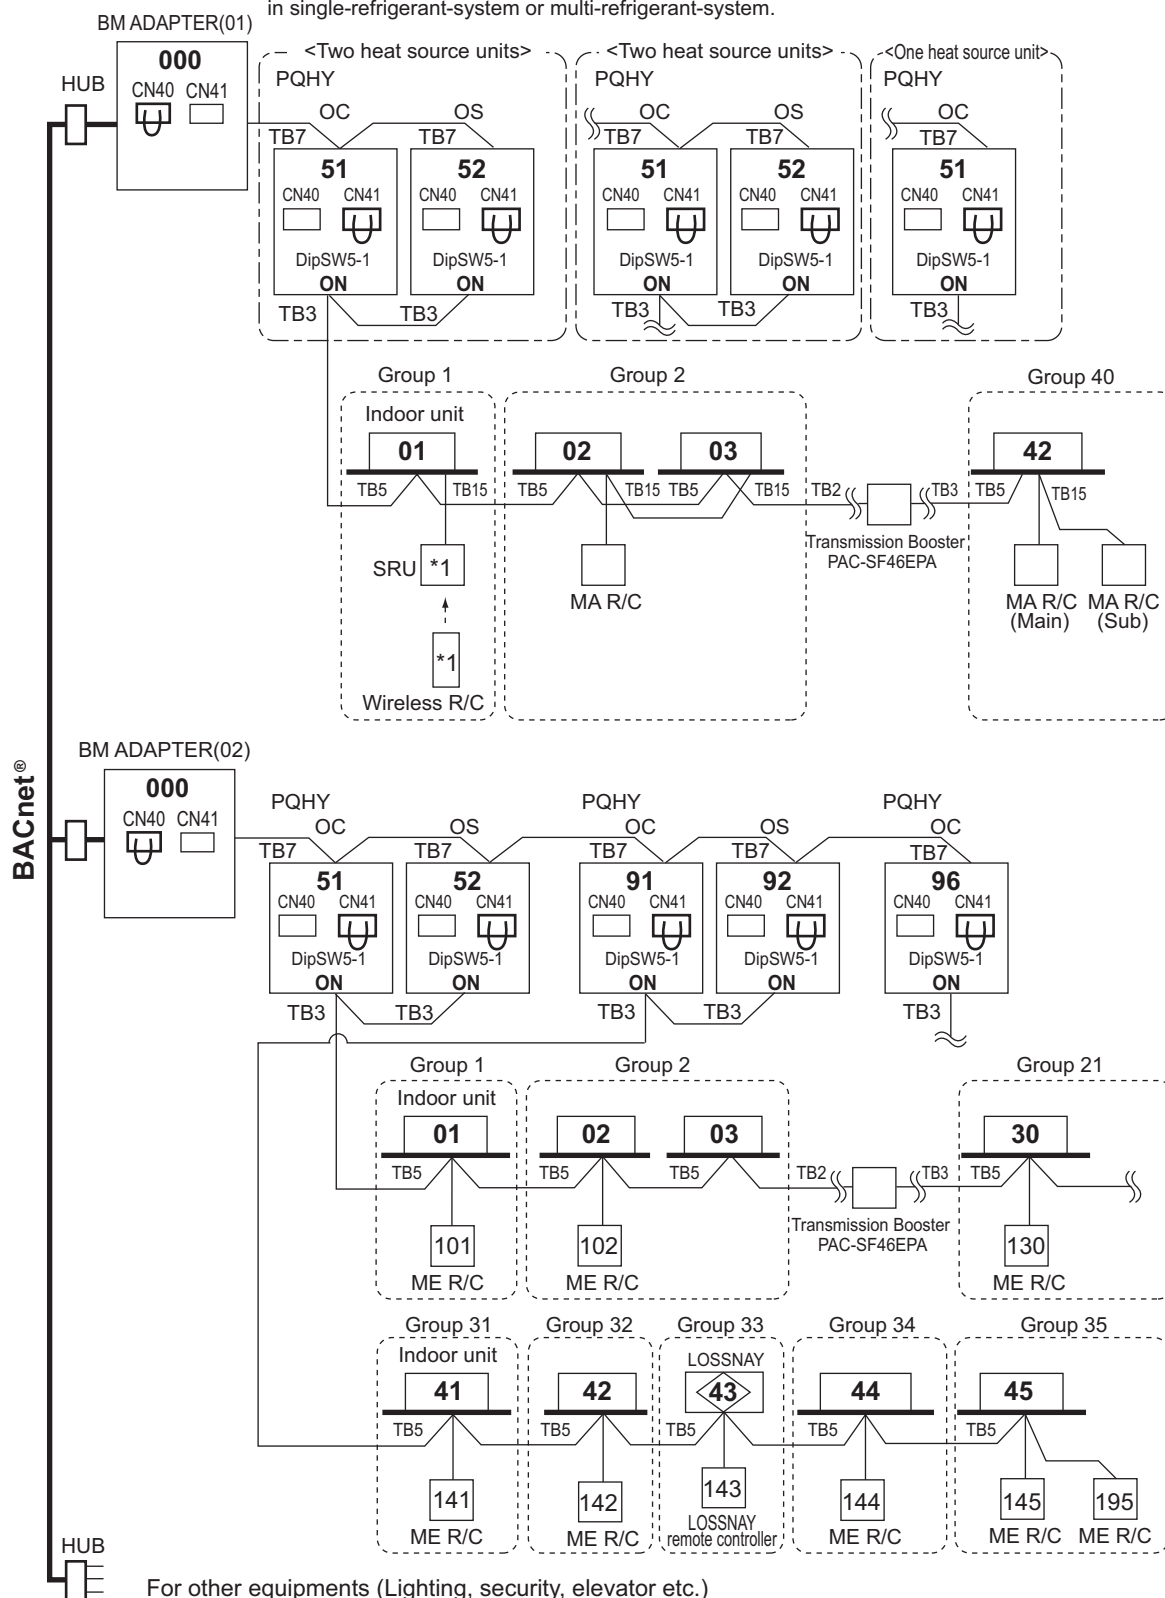 in single-refrigerant-system or multi-refrigerant-system.
BM ADAPTER(01)
000
CN40 CN41
HUB
<Two heat source units> <Two heat source units> <One heat source unit>
PQHY PQHY PQHY
OC OS OC OS OC
TB7 TB7 TB7 TB7 TB7
51 52 51 52 51
CN40 CN41 CN40 CN41 CN40 CN41 CN40 CN41 CN40 CN41
DipSW5-1 DipSW5-1 DipSW5-1 DipSW5-1 DipSW5-1
ON ON ON ON ON
TB3 TB3 TB3 TB3 TB3
Group 1 Group 2 Group 40
Indoor unit
01 02 03 42
TB5 TB15 TB5 TB15 TB5 TB15 TB2 TB3 TB5 TB15
Transmission Booster
PAC-SF46EPA
SRU *1
MA R/C MA R/C MA R/C
(Main) (Sub)
*1
Wireless R/C
BACnet®
BM ADAPTER(02)
000
CN40 CN41
PQHY PQHY PQHY
OC OS OC OS OC
TB7 TB7 TB7 TB7 TB7
51 52 91 92 96
CN40 CN41 CN40 CN41 CN40 CN41 CN40 CN41 CN40 CN41
DipSW5-1 DipSW5-1 DipSW5-1 DipSW5-1 DipSW5-1
ON ON ON ON ON
TB3 TB3 TB3 TB3 TB3
Group 1 Group 2 Group 21
Indoor unit
01 02 03 30
TB5 TB5 TB5 TB2 TB3 TB5
Transmission Booster
PAC-SF46EPA
101 102 130
ME R/C ME R/C ME R/C
Group 31 Group 32 Group 33 Group 34 Group 35
Indoor unit LOSSNAY
41 42 43 44 45
TB5 TB5 TB5 TB5 TB5
141 142 143 144 145 195
ME R/C ME R/C LOSSNAY remote controller ME R/C ME R/C ME R/C
HUB
For other equipments (Lighting, security, elevator etc.)